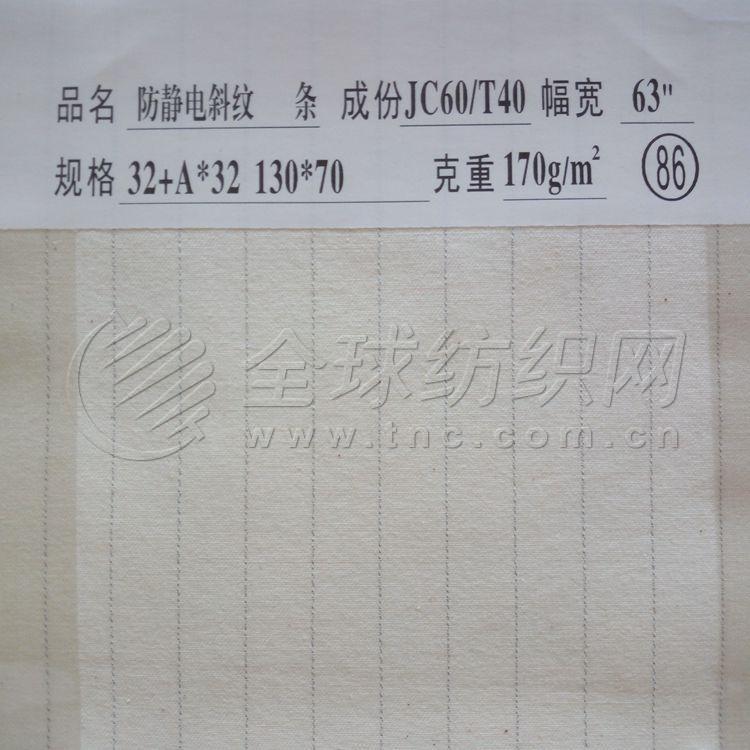 品名 防静电斜纹 条 成份JC60/T40 幅宽 63"
规格 32+A*32 130*70 克重 170g/m² 86
全球纺织网
www.tnc.com.cn